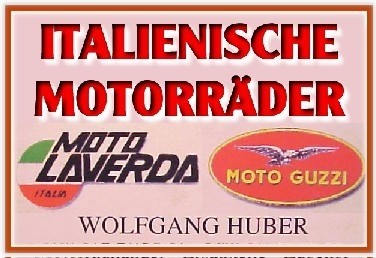 ITALIENISCHE
MOTORRÄDER
MOTO
LAVERDA
ITALIA
MOTO GUZZI
WOLFGANG HUBER